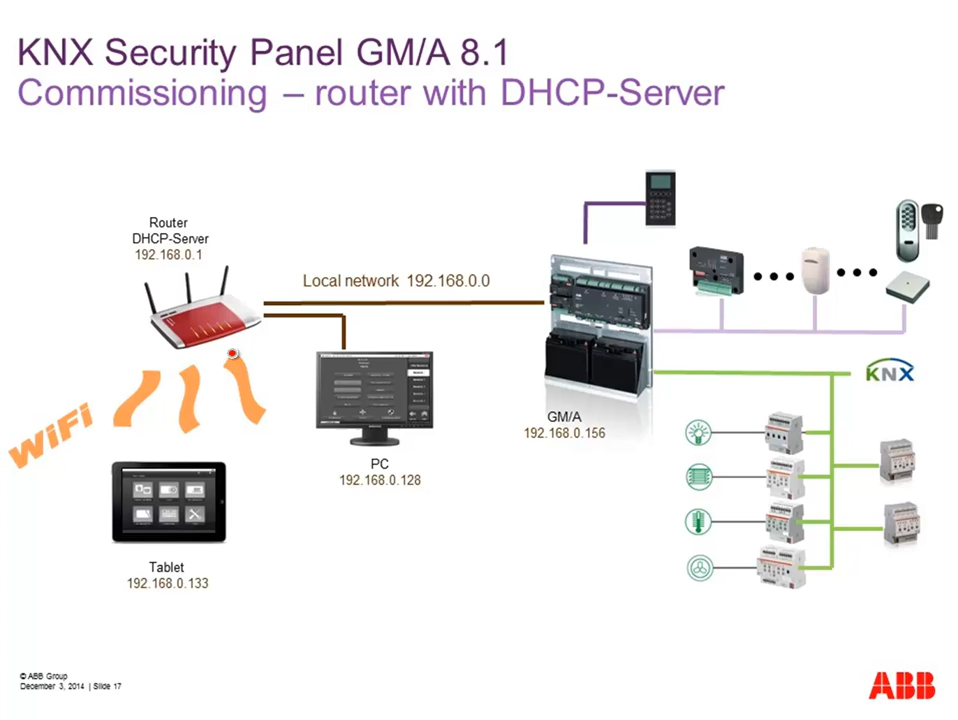 KNX Security Panel GM/A 8.1
Commissioning – router with DHCP-Server
Router
DHCP-Server
192.168.0.1
Local network 192.168.0.0
KNX
GM/A
192.168.0.156
WiFi
PC
192.168.0.128
Tablet
192.168.0.133
© ABB Group
December 3, 2014 | Slide 17
ABB